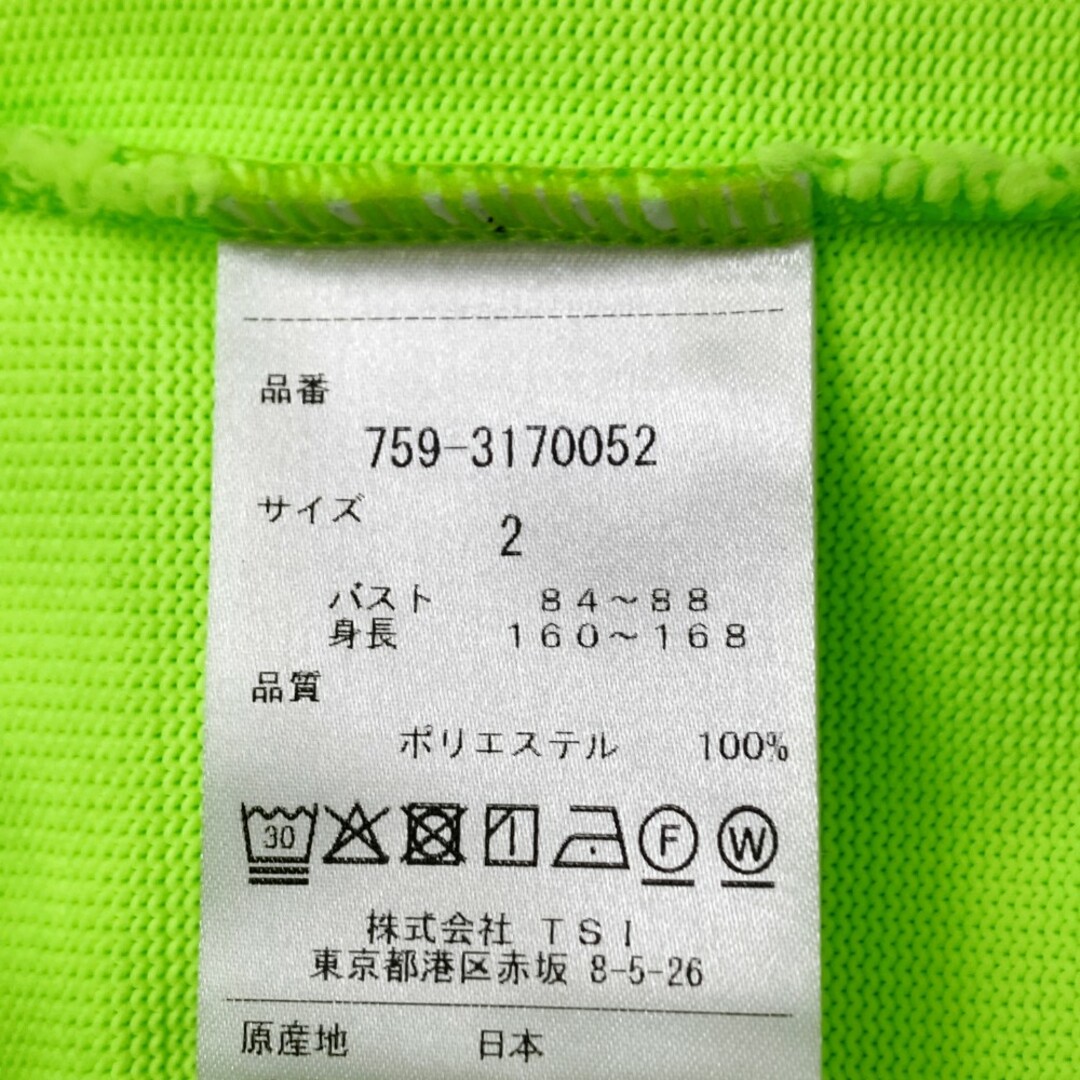 品番
759-3170052
サイズ
2
バスト 84～88
身長 160～168
品質
ポリエステル 100%
30 F W
株式会社 TSI
東京都港区赤坂 8-5-26
原産地 日本